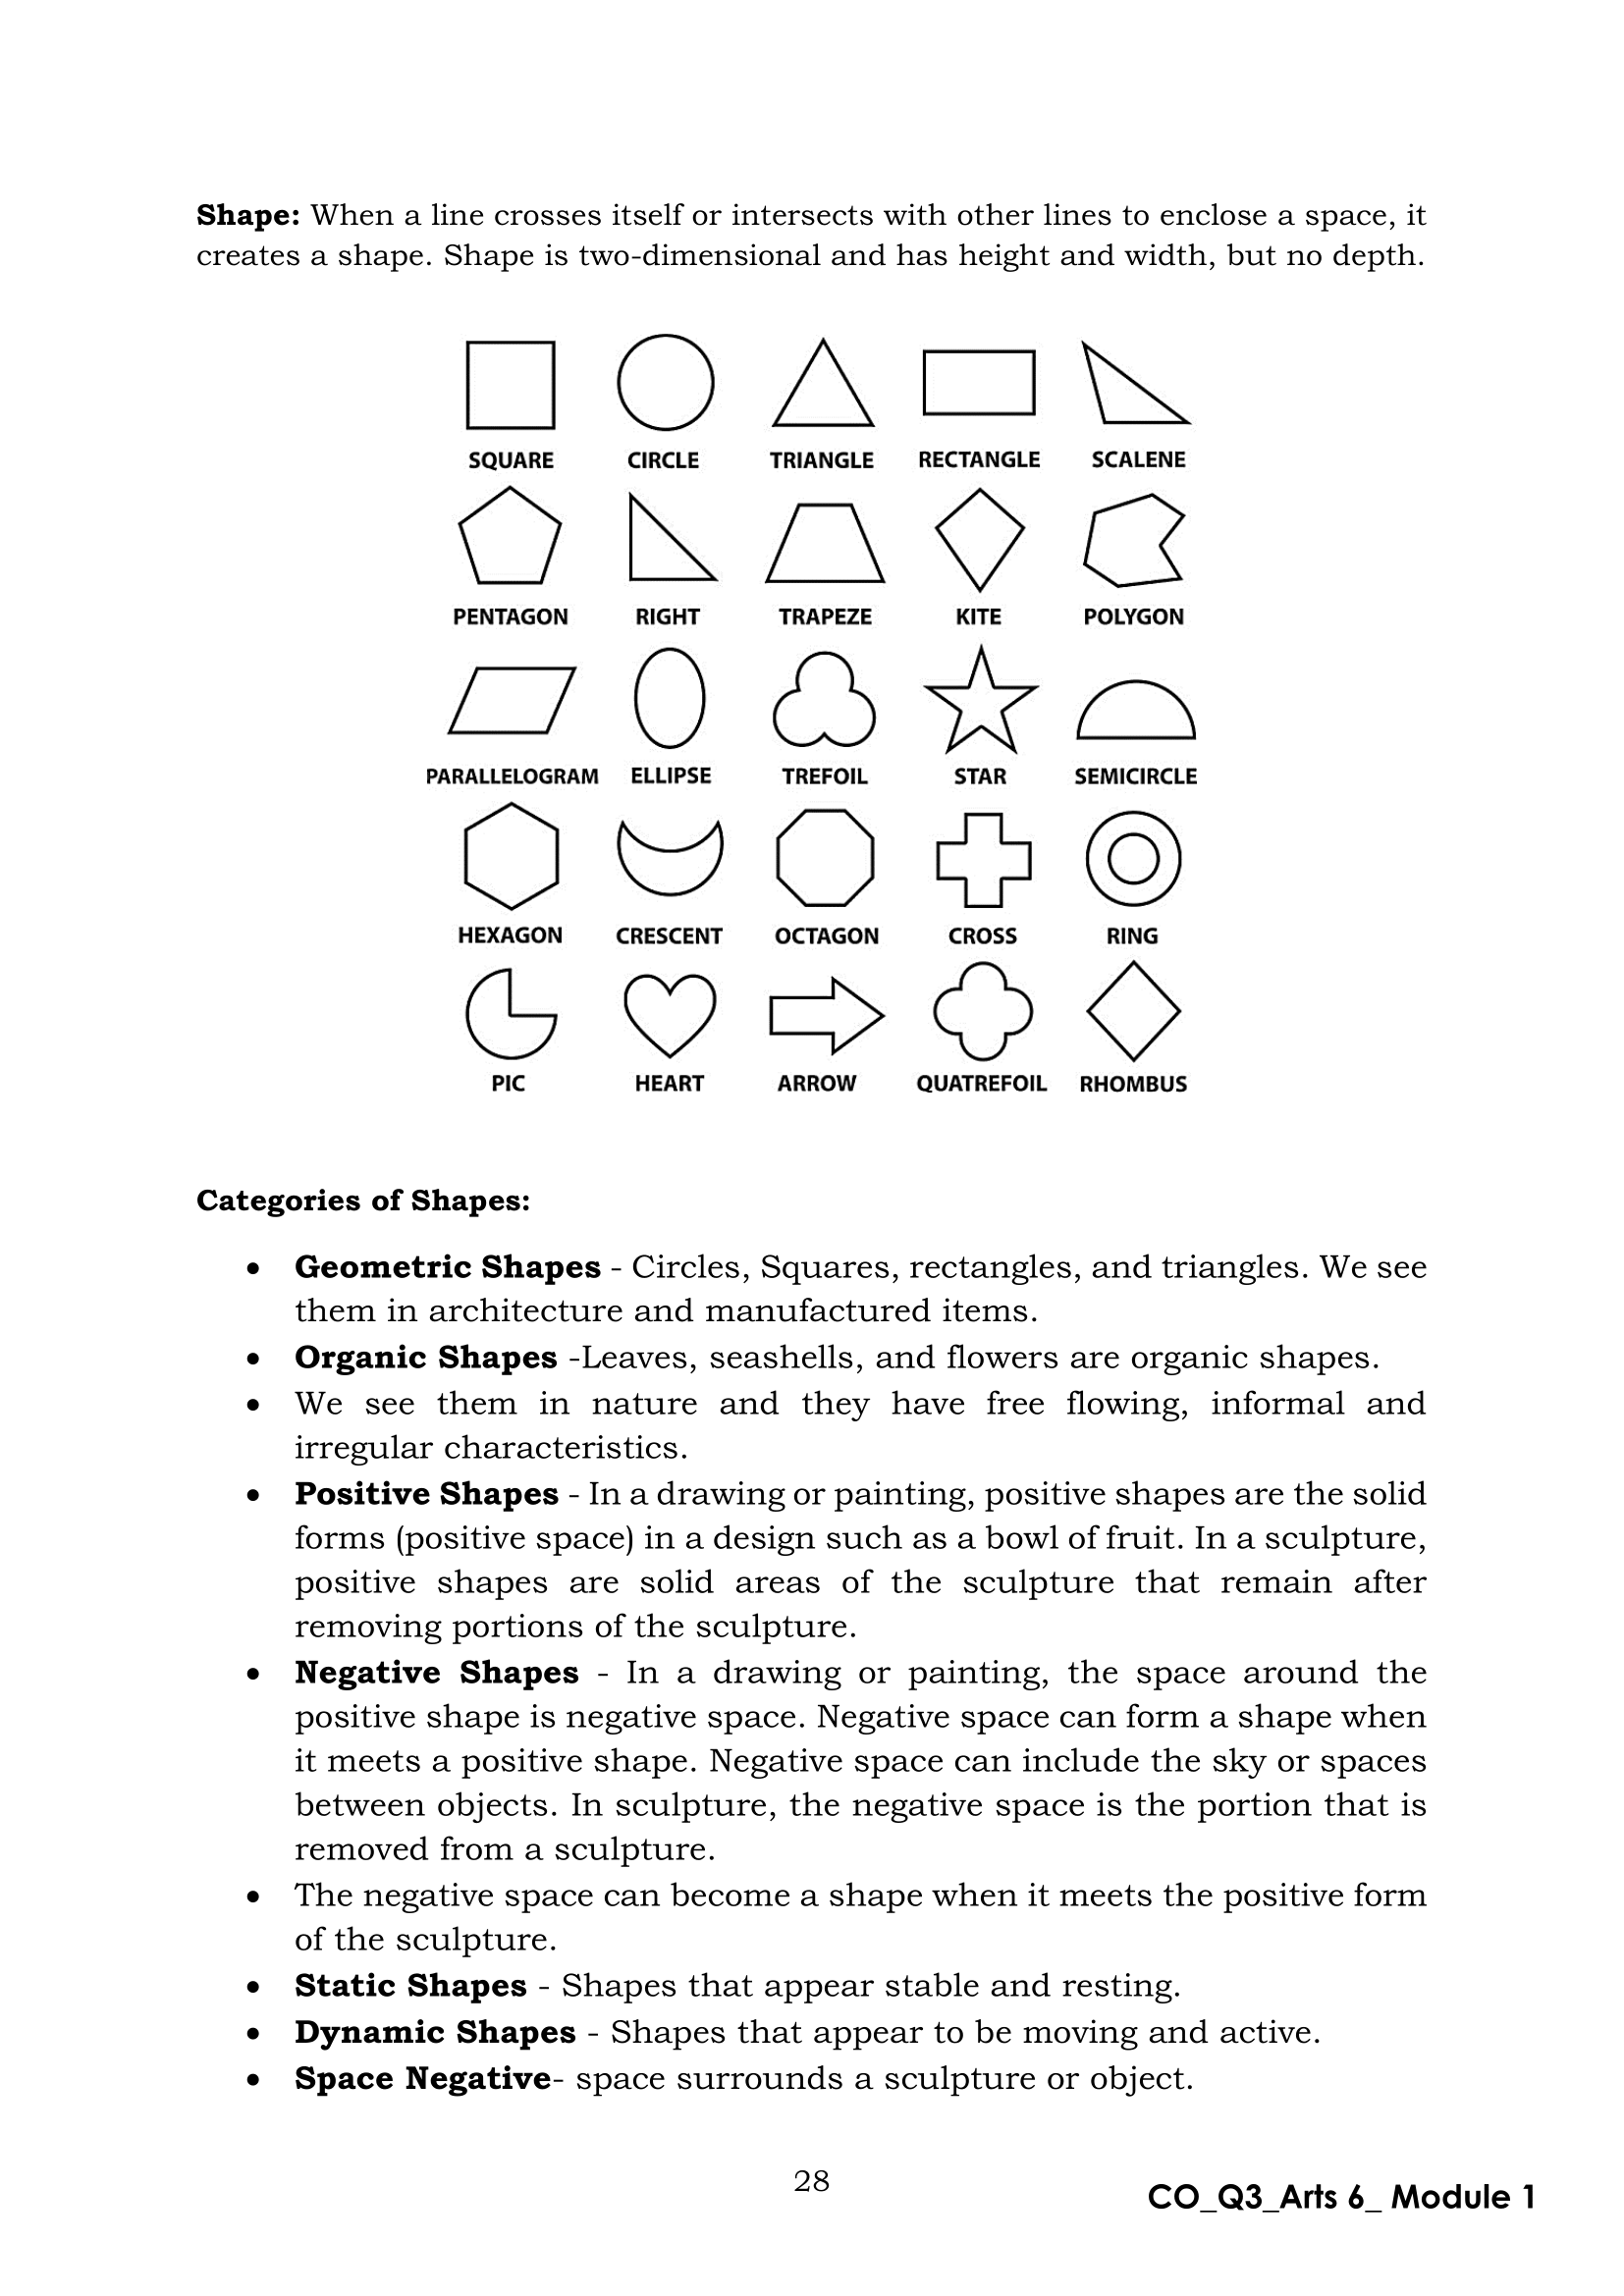 Shape: When a line crosses itself or intersects with other lines to enclose a space, it
creates a shape. Shape is two-dimensional and has height and width, but no depth.
SQUARE CIRCLE TRIANGLE RECTANGLE SCALENE
PENTAGON RIGHT TRAPEZE KITE POLYGON
PARALLELOGRAM ELLIPSE TREFOIL STAR SEMICIRCLE
HEXAGON CRESCENT OCTAGON CROSS RING
PIC HEART ARROW QUATREFOIL RHOMBUS
Categories of Shapes:
• Geometric Shapes - Circles, Squares, rectangles, and triangles. We see
them in architecture and manufactured items.
• Organic Shapes -Leaves, seashells, and flowers are organic shapes.
• We see them in nature and they have free flowing, informal and
irregular characteristics.
• Positive Shapes - In a drawing or painting, positive shapes are the solid
forms (positive space) in a design such as a bowl of fruit. In a sculpture,
positive shapes are solid areas of the sculpture that remain after
removing portions of the sculpture.
• Negative Shapes - In a drawing or painting, the space around the
positive shape is negative space. Negative space can form a shape when
it meets a positive shape. Negative space can include the sky or spaces
between objects. In sculpture, the negative space is the portion that is
removed from a sculpture.
• The negative space can become a shape when it meets the positive form
of the sculpture.
• Static Shapes - Shapes that appear stable and resting.
• Dynamic Shapes - Shapes that appear to be moving and active.
• Space Negative- space surrounds a sculpture or object.
28
CO_Q3_Arts 6_ Module 1